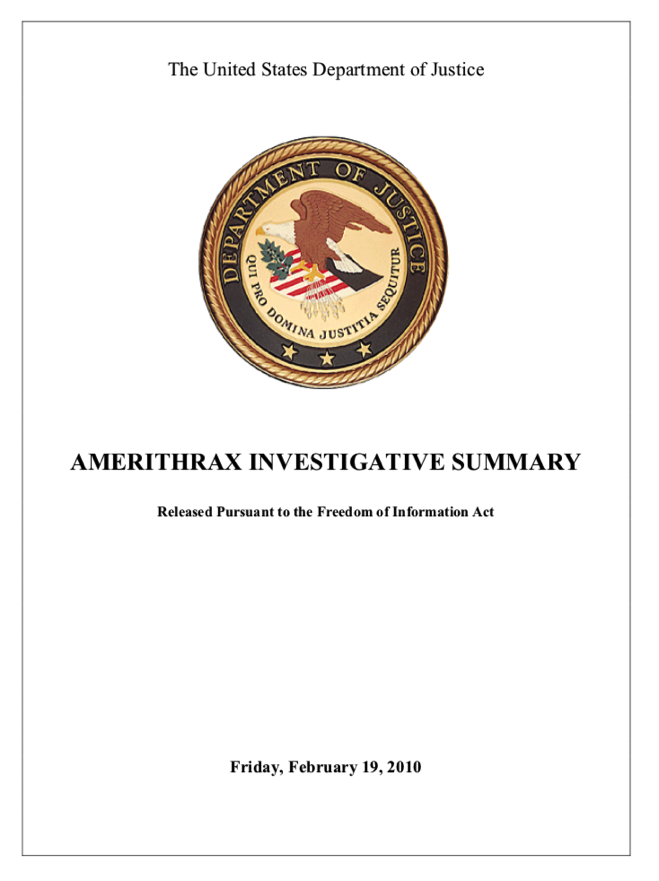 The United States Department of Justice
DEPARTMENT OF JUSTICE
QUI PRO DOMINA JUSTITIA SEQUITUR
AMERITHRAX INVESTIGATIVE SUMMARY
Released Pursuant to the Freedom of Information Act
Friday, February 19, 2010